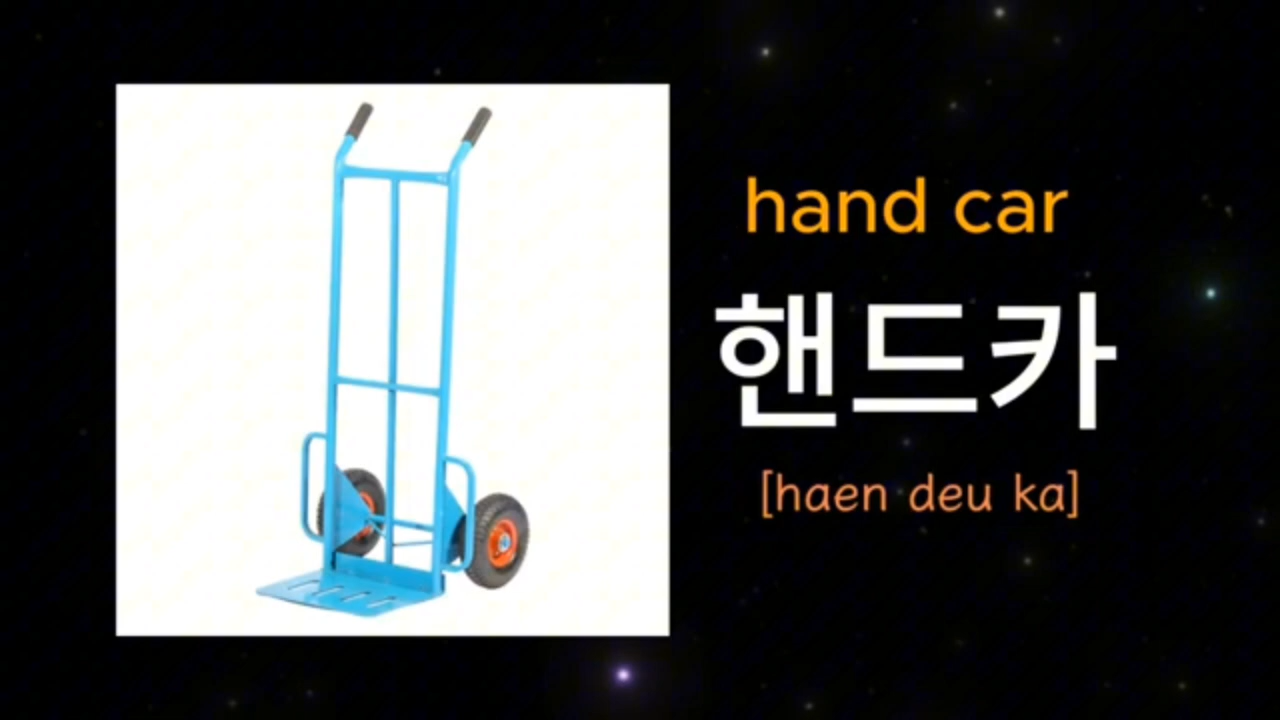 hand car
핸드카
[haen deu ka]